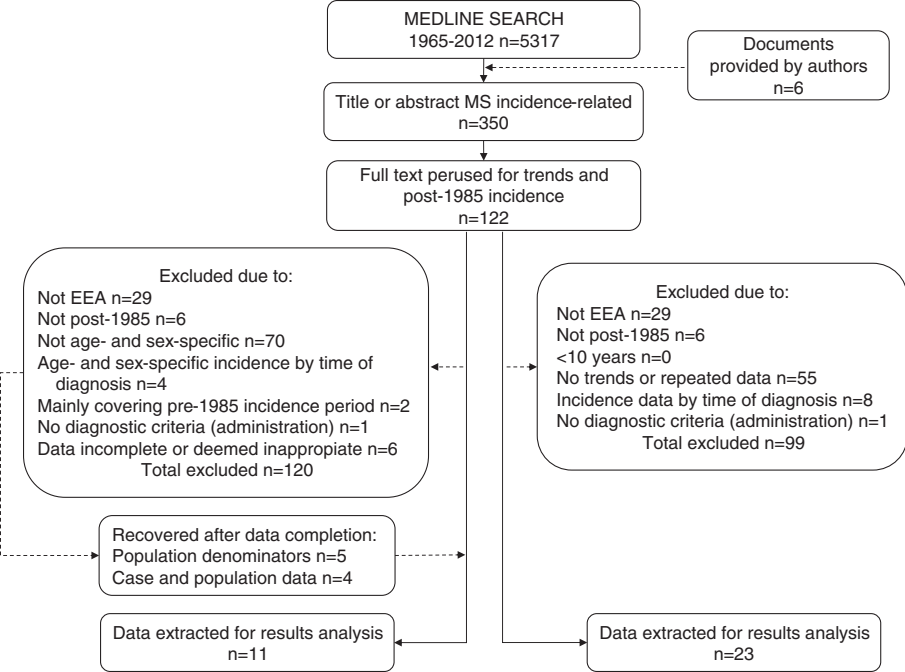 MEDLINE SEARCH
1965-2012 n=5317
Documents
provided by authors
n=6
Title or abstract MS incidence-related
n=350
Full text perused for trends and
post-1985 incidence
n=122
Excluded due to:
Not EEA n=29
Not post-1985 n=6
Not age- and sex-specific n=70
Age- and sex-specific incidence by time of
diagnosis n=4
Mainly covering pre-1985 incidence period n=2
No diagnostic criteria (administration) n=1
Data incomplete or deemed inappropiate n=6
Total excluded n=120
Excluded due to:
Not EEA n=29
Not post-1985 n=6
<10 years n=0
No trends or repeated data n=55
Incidence data by time of diagnosis n=8
No diagnostic criteria (administration) n=1
Total excluded n=99
Recovered after data completion:
Population denominators n=5
Case and population data n=4
Data extracted for results analysis
n=11
Data extracted for results analysis
n=23